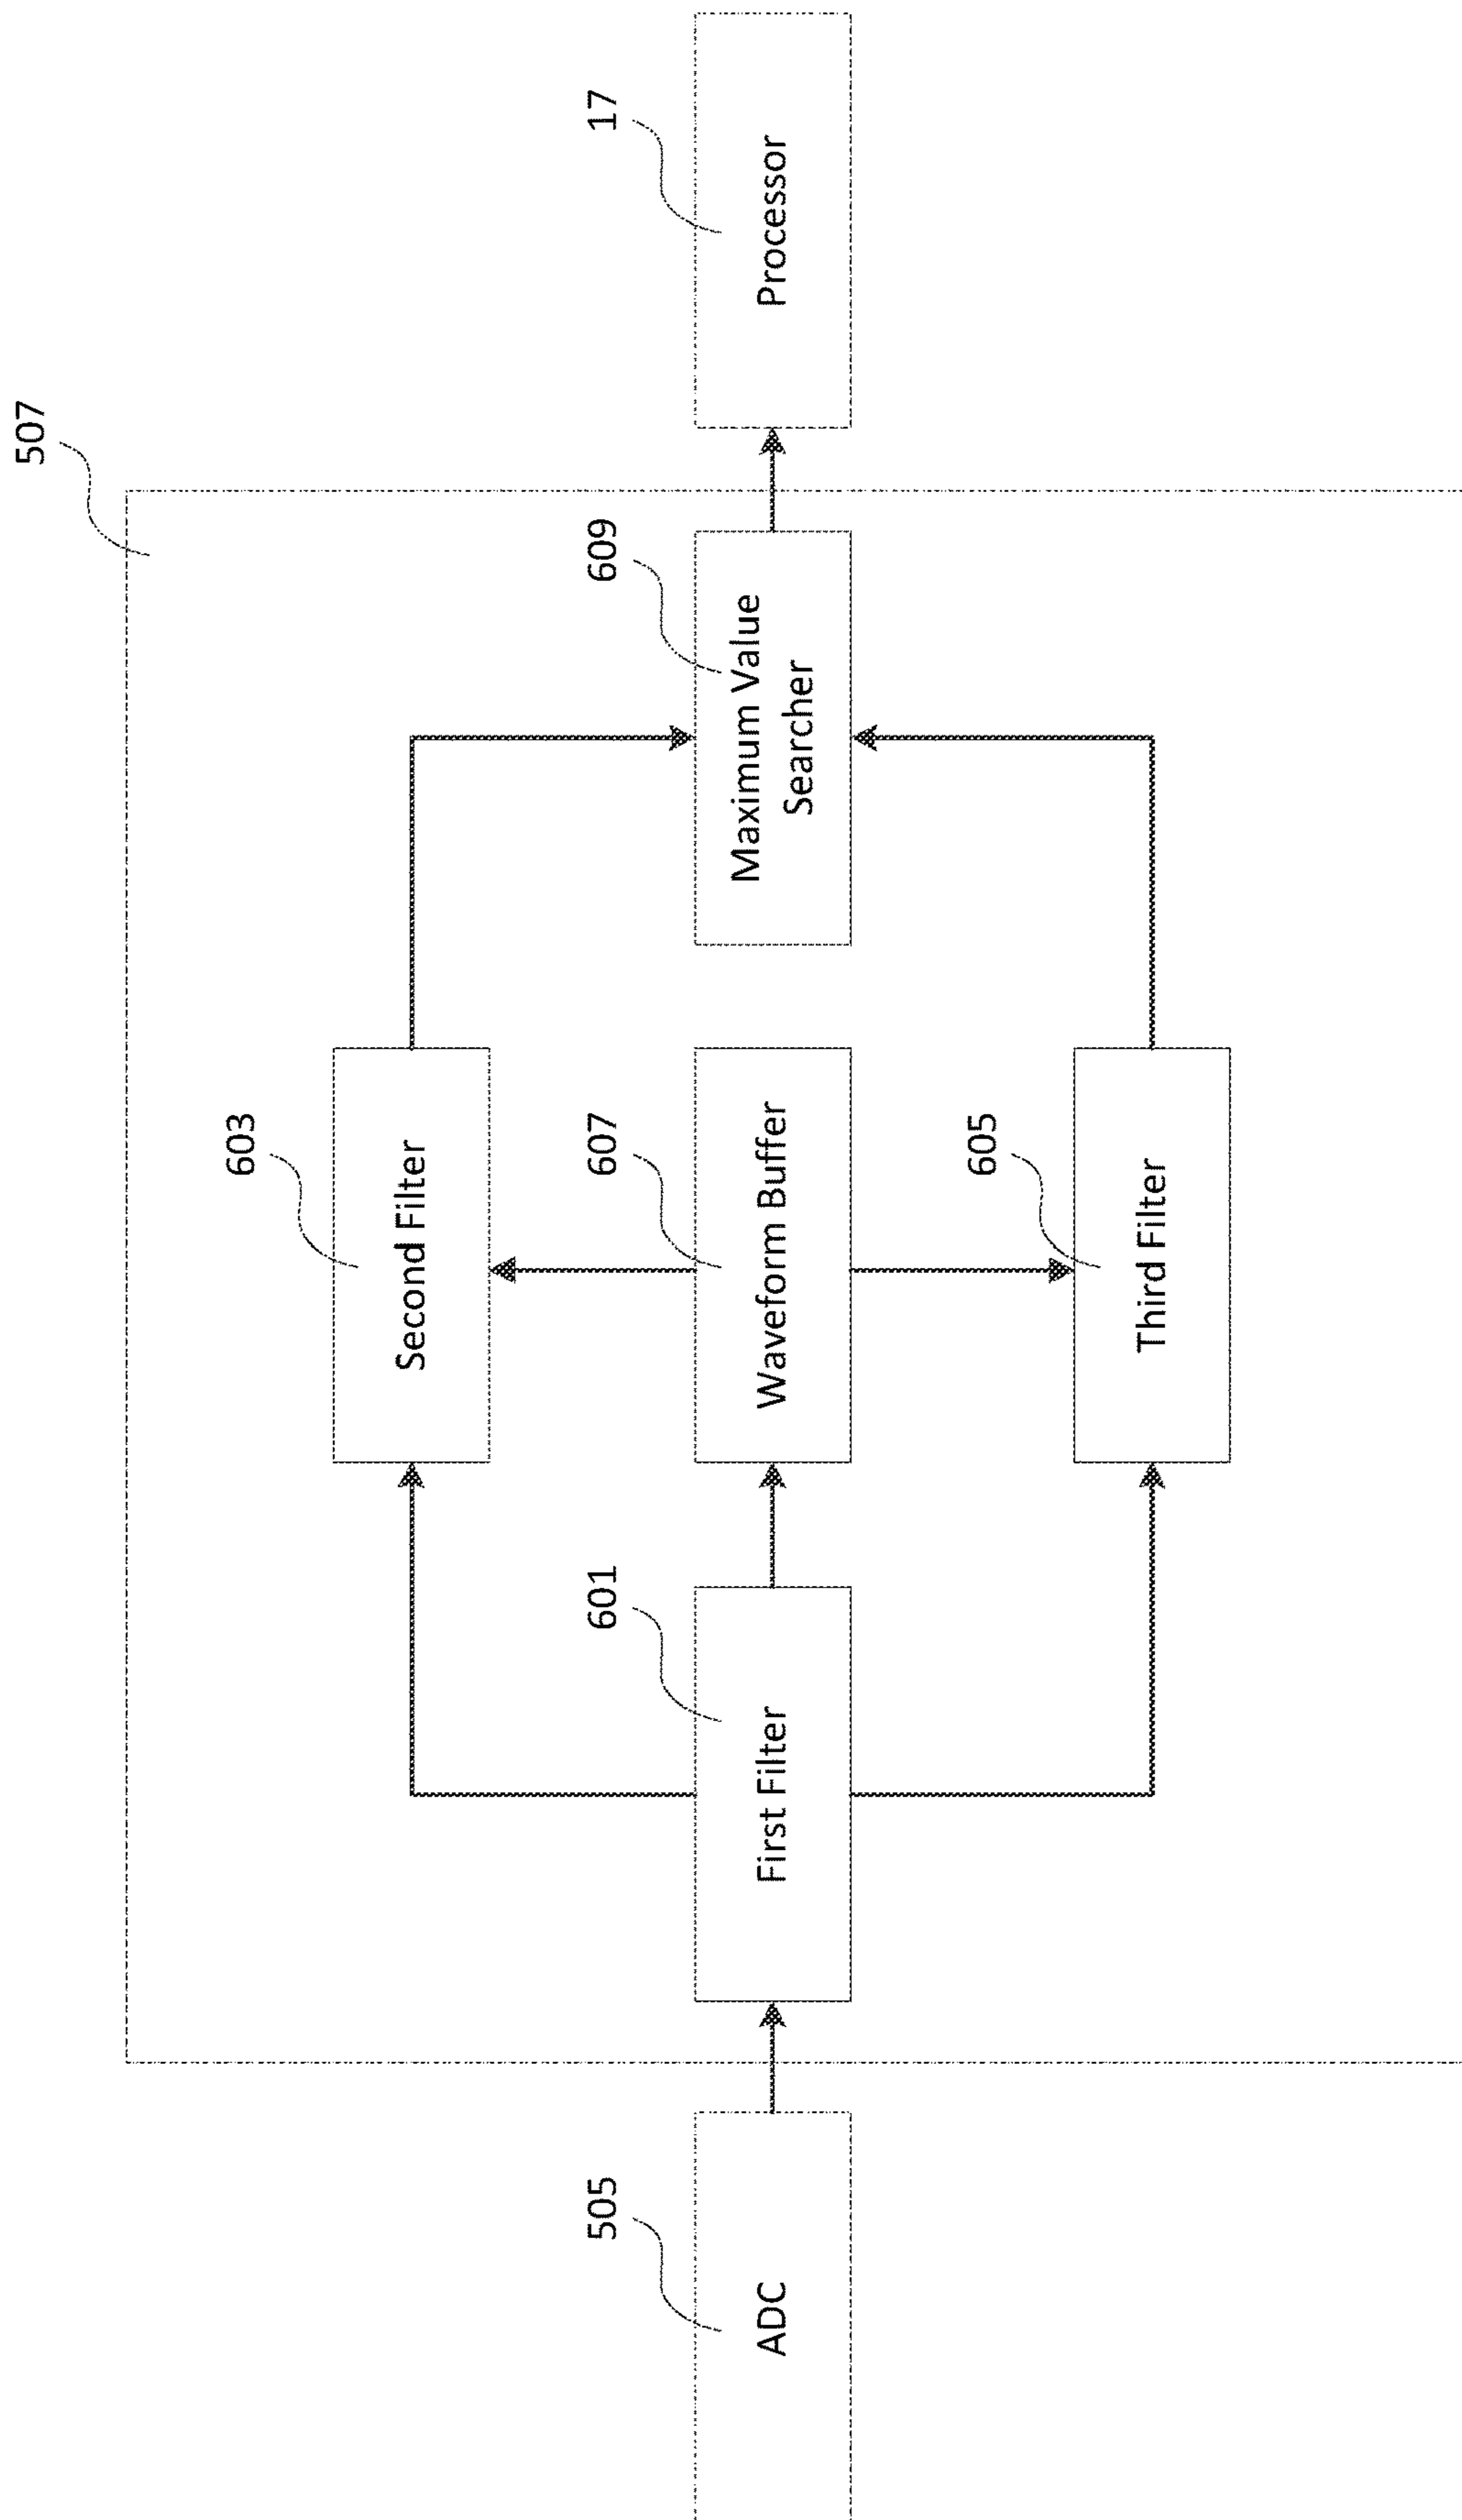 507
603
Second Filter
505
ADC
601
First Filter
607
Waveform Buffer
609
Maximum Value
Searcher
17
Processor
605
Third Filter